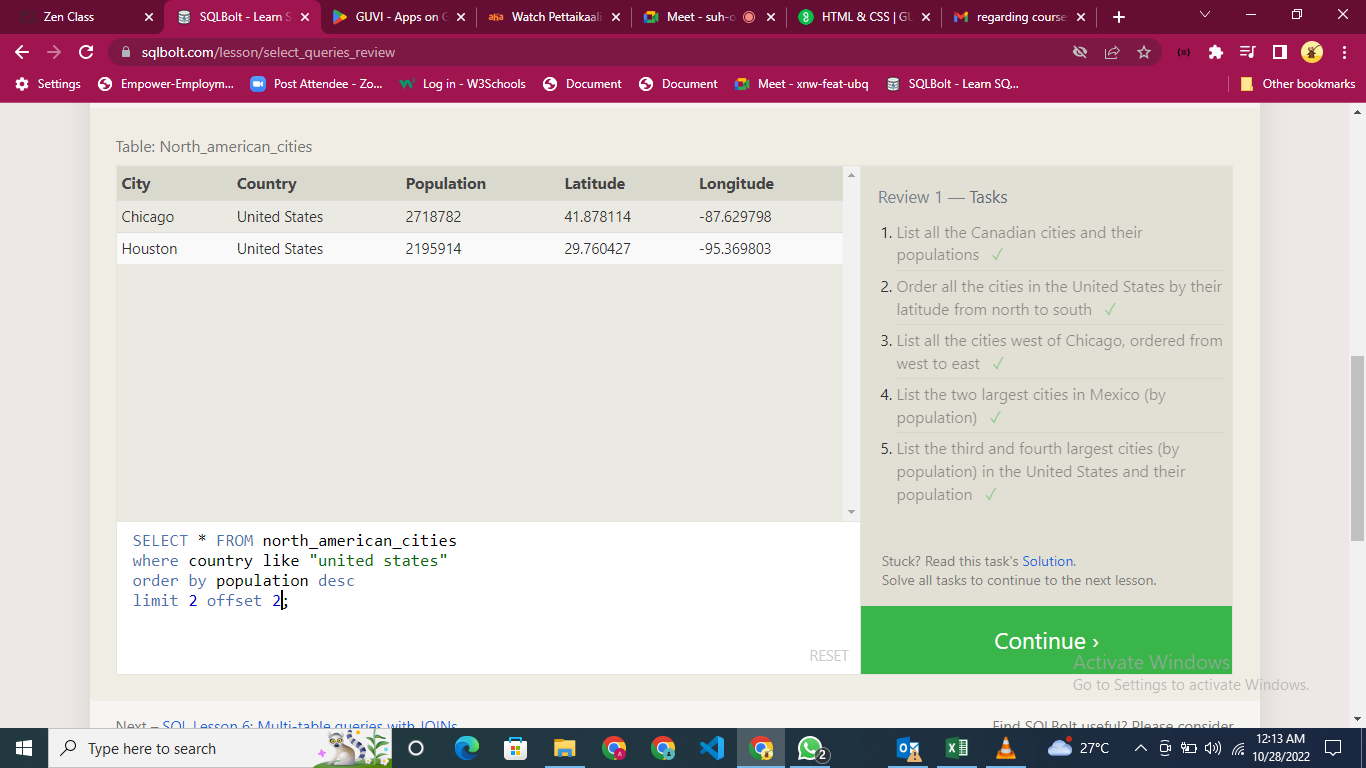 Zen Class
SQLBolt - Learn S
GUVI - Apps on G
aha Watch Pettaikaali
Meet - suh-o
HTML & CSS | GU
regarding course
sqlbolt.com/lesson/select_queries_review
Settings
Empower-Employm...
Post Attendee - Zo...
Log in - W3Schools
Document
Document
Meet - xnw-feat-ubq
SQLBolt - Learn SQ...
Other bookmarks
Table: North_american_cities
City Country Population Latitude Longitude
Chicago United States 2718782 41.878114 -87.629798
Houston United States 2195914 29.760427 -95.369803
SELECT * FROM north_american_cities
where country like "united states"
order by population desc
limit 2 offset 2;
RESET
Review 1 — Tasks
1. List all the Canadian cities and their
populations ✓
2. Order all the cities in the United States by their
latitude from north to south ✓
3. List all the cities west of Chicago, ordered from
west to east ✓
4. List the two largest cities in Mexico (by
population) ✓
5. List the third and fourth largest cities (by
population) in the United States and their
population ✓
Stuck? Read this task's Solution.
Solve all tasks to continue to the next lesson.
Continue ›
Activate Windows
Go to Settings to activate Windows.
Next – SQL Lesson 6: Multi-table queries with JOINs
Find SQLBolt useful? Please consider
Type here to search
2
27°C
12:13 AM
10/28/2022